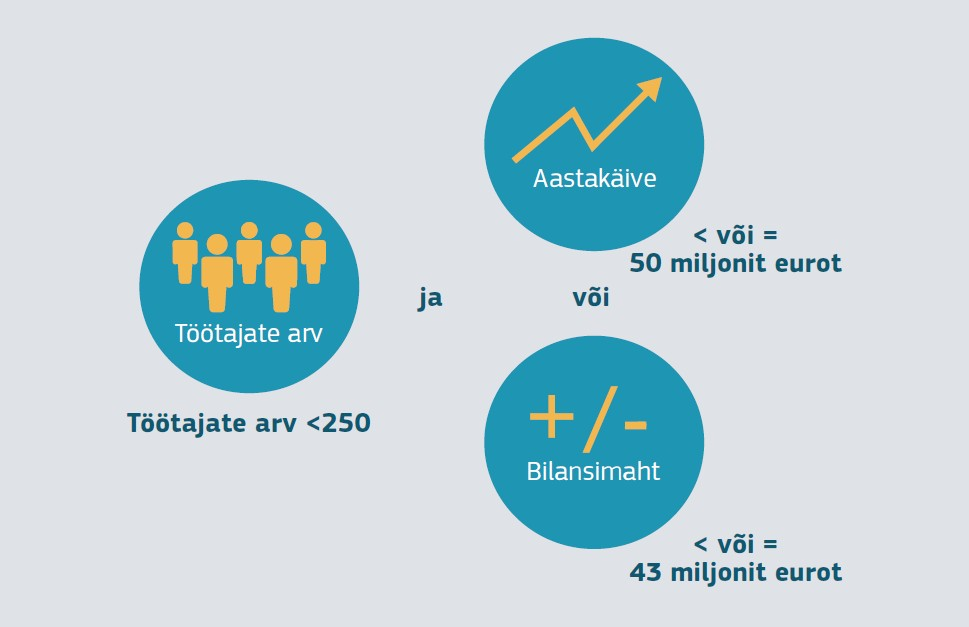 Aastakäive
< või =
50 miljonit eurot
Töötajate arv
Töötajate arv <250
ja
või
+/-
Bilansimaht
< või =
43 miljonit eurot